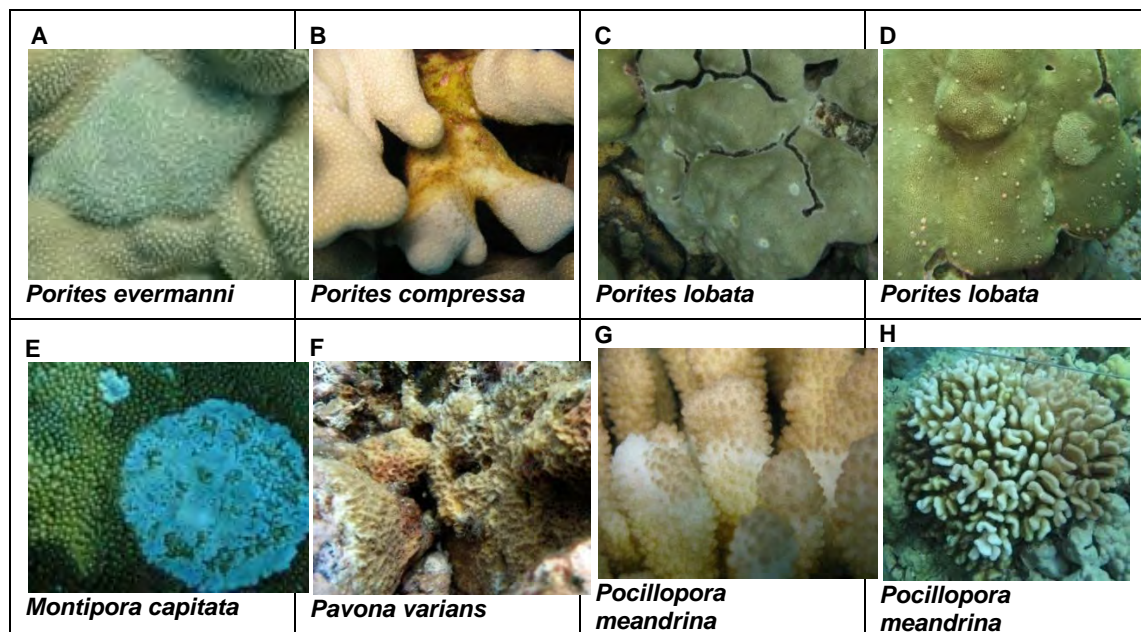 A
B
C
D
Porites evermanni
Porites compressa
Porites lobata
Porites lobata
E
F
G
H
Montipora capitata
Pavona varians
Pocillopora
meandrina
Pocillopora
meandrina